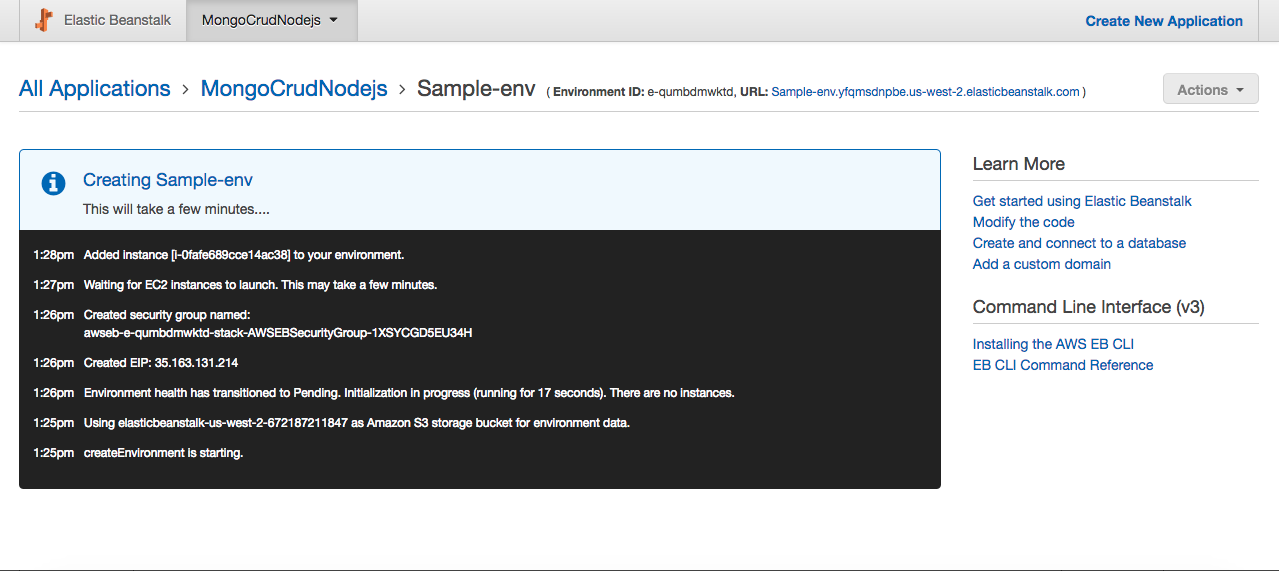 Elastic Beanstalk MongoCrudNodejs Create New Application
All Applications › MongoCrudNodejs › Sample-env ( Environment ID: e-qumbdmwktd, URL: Sample-env.yfqmsdnpbe.us-west-2.elasticbeanstalk.com ) Actions
Creating Sample-env
This will take a few minutes....
1:28pm Added instance [i-0fafe689cce14ac38] to your environment.
1:27pm Waiting for EC2 instances to launch. This may take a few minutes.
1:26pm Created security group named:
awseb-e-qumbdmwktd-stack-AWSEBSecurityGroup-1XSYCGD5EU34H
1:26pm Created EIP: 35.163.131.214
1:26pm Environment health has transitioned to Pending. Initialization in progress (running for 17 seconds). There are no instances.
1:25pm Using elasticbeanstalk-us-west-2-672187211847 as Amazon S3 storage bucket for environment data.
1:25pm createEnvironment is starting.
Learn More
Get started using Elastic Beanstalk
Modify the code
Create and connect to a database
Add a custom domain
Command Line Interface (v3)
Installing the AWS EB CLI
EB CLI Command Reference